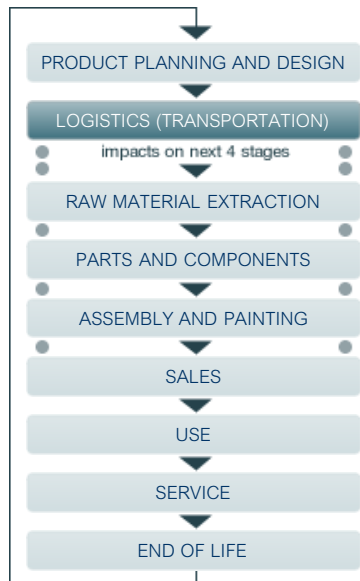 PRODUCT PLANNING AND DESIGN
LOGISTICS (TRANSPORTATION)
impacts on next 4 stages
RAW MATERIAL EXTRACTION
PARTS AND COMPONENTS
ASSEMBLY AND PAINTING
SALES
USE
SERVICE
END OF LIFE